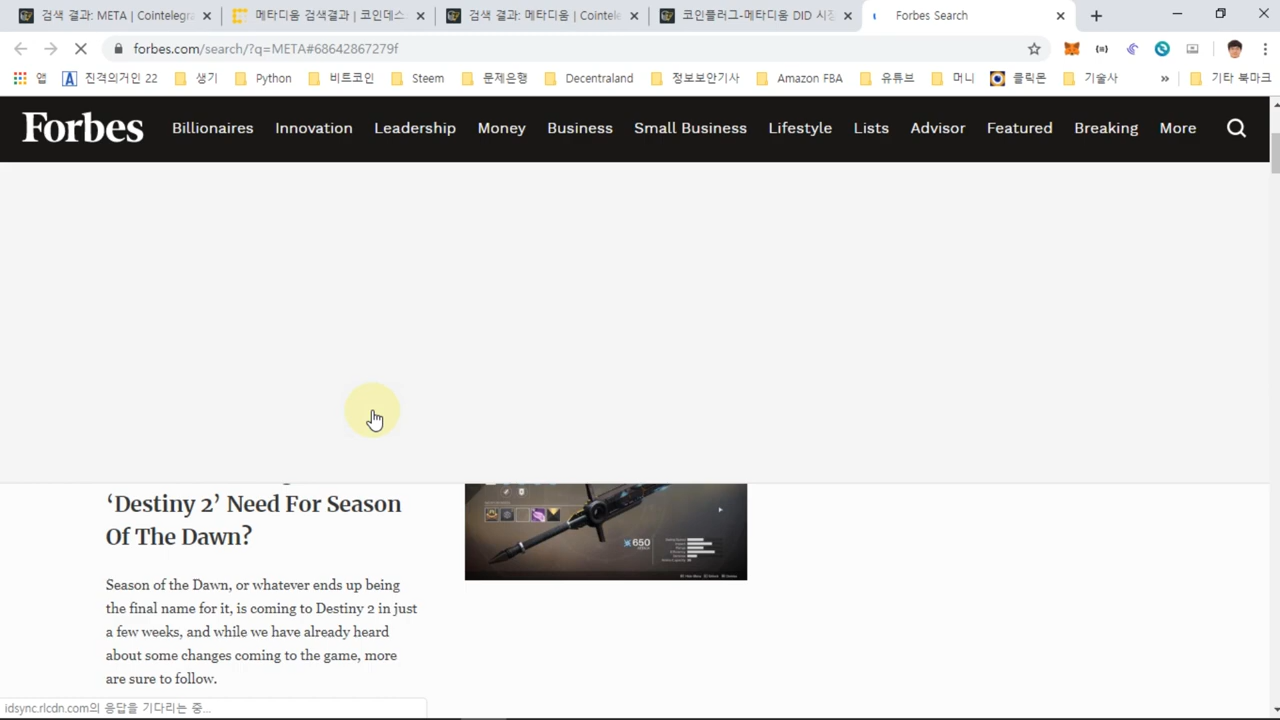 검색 결과: META | Cointelegra
메타디움 검색결과 | 코인데스
검색 결과: 메타디움 | Cointele
코인플러그-메타디움 DID 시장
Forbes Search
forbes.com/search/?q=META#68642867279f
앱
진격의거인 22
생기
Python
비트코인
Steem
문제은행
Decentraland
정보보안기사
Amazon FBA
유튜브
머니
클릭몬
기술사
»
기타 북마크
Forbes
Billionaires
Innovation
Leadership
Money
Business
Small Business
Lifestyle
Lists
Advisor
Featured
Breaking
More
‘Destiny 2’ Need For Season
Of The Dawn?
650
Season of the Dawn, or whatever ends up being
the final name for it, is coming to Destiny 2 in just
a few weeks, and while we have already heard
about some changes coming to the game, more
are sure to follow.
idsync.rlcdn.com의 응답을 기다리는 중...